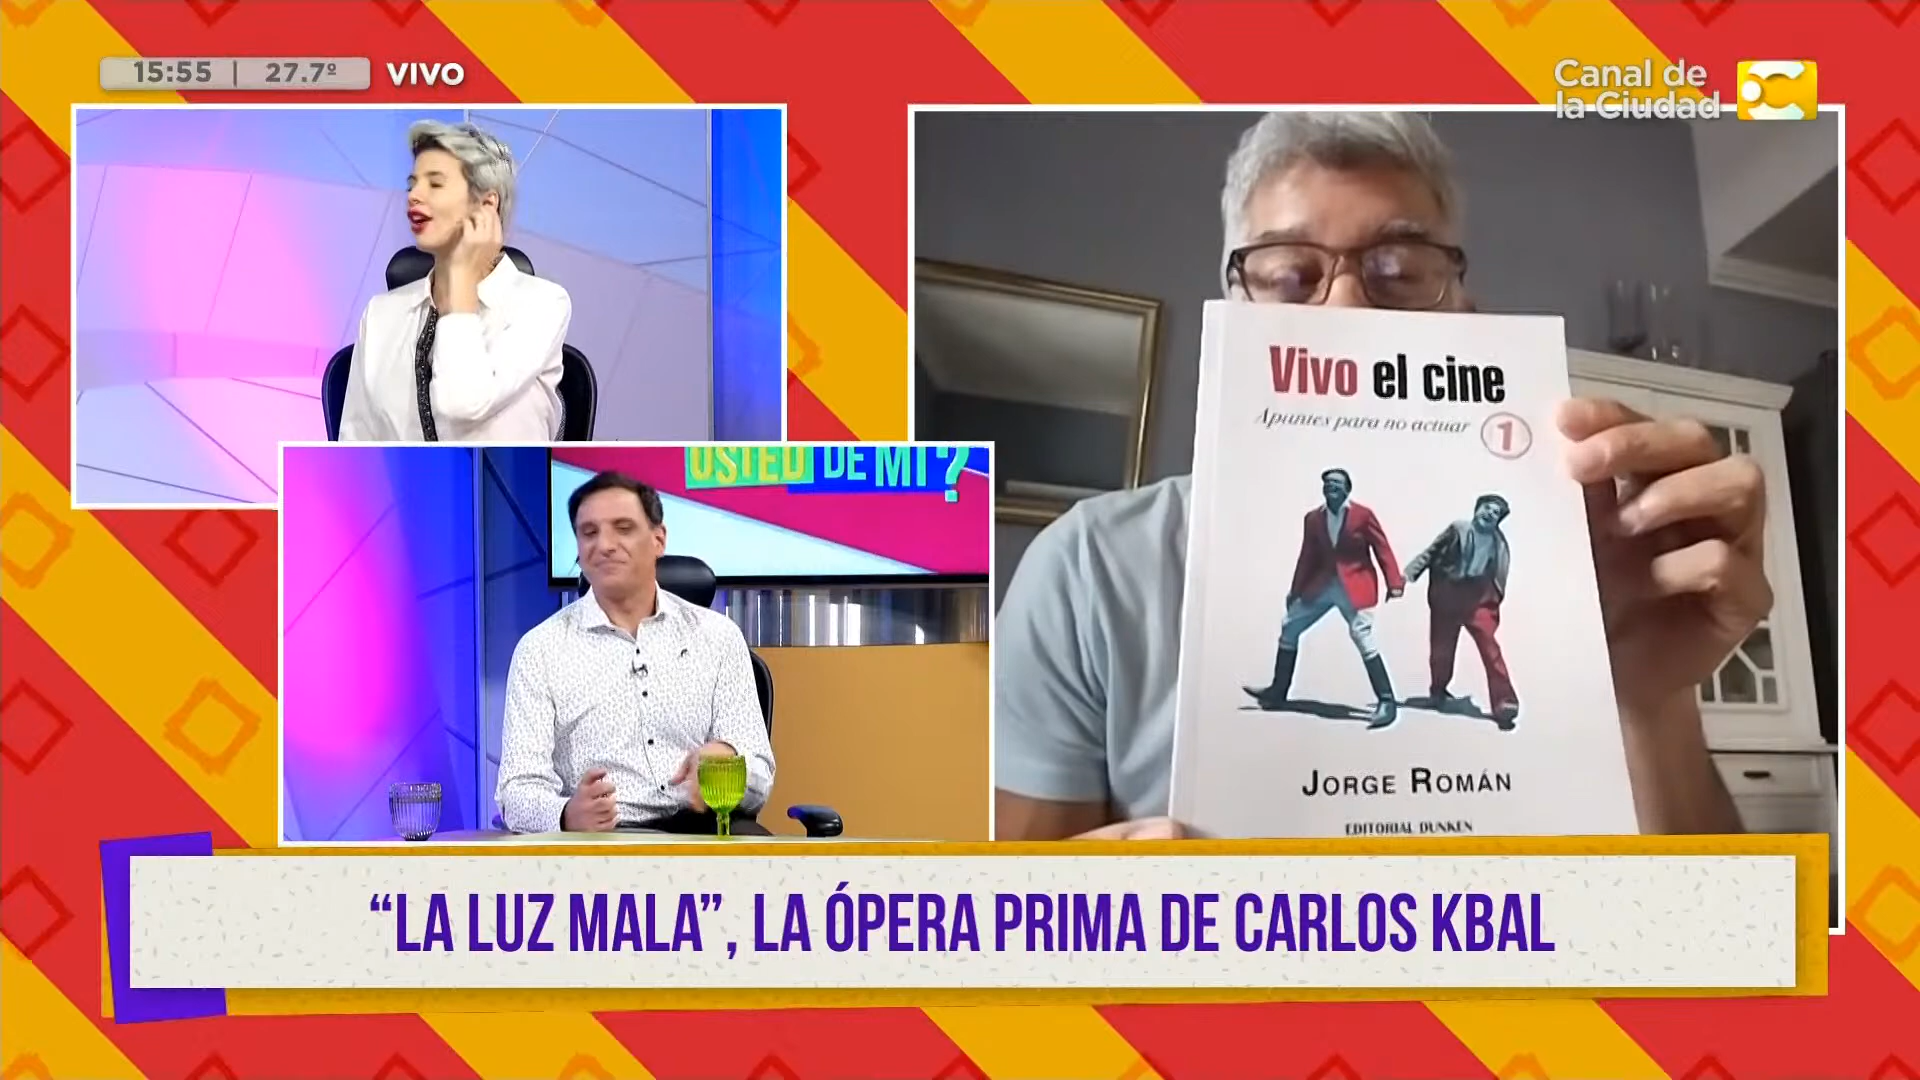 15:55 | 27.7º VIVO
Canal de
la Ciudad
USTED DE MI?
Vivo el cine
Apuntes para no actuar 1
JORGE ROMÁN
EDITORIAL DUNKEN
“LA LUZ MALA”, LA ÓPERA PRIMA DE CARLOS KBAL